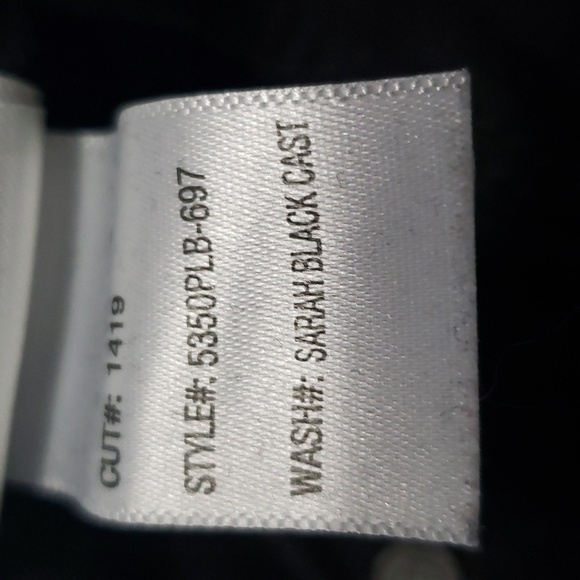 CUT#: 1419
STYLE#: 5350PLB-697
WASH#: SARAH BLACK CAST